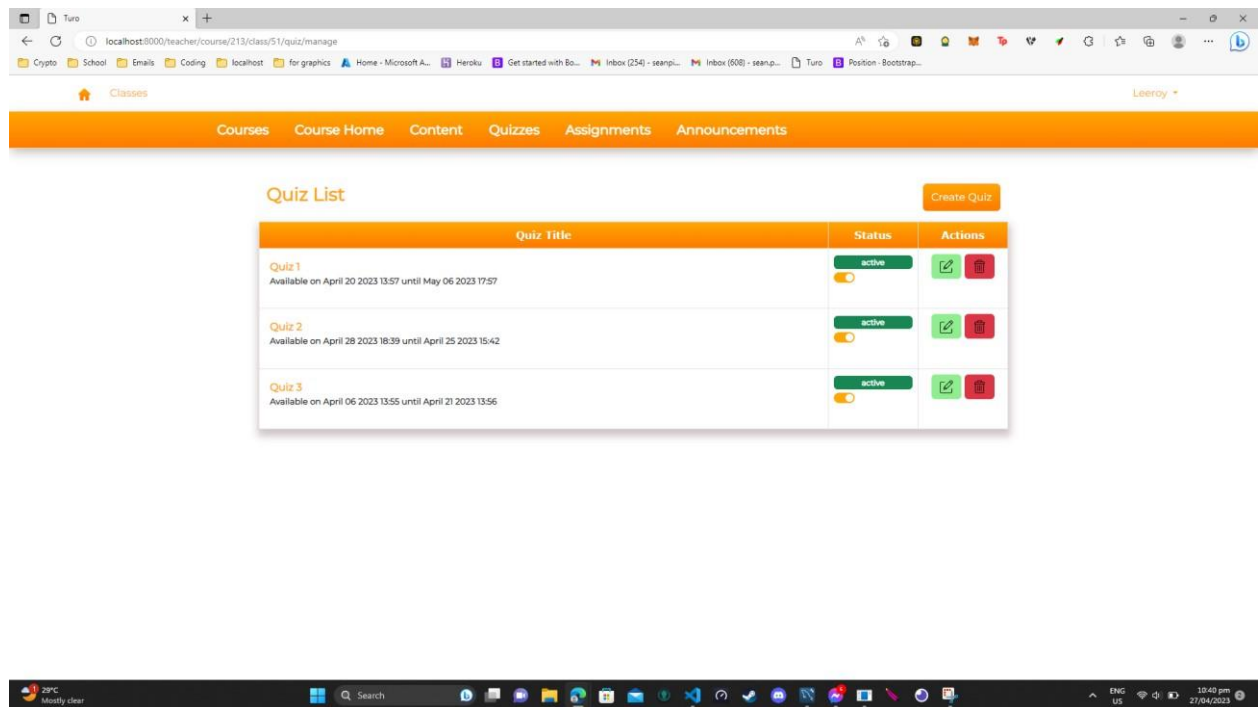 Turo
localhost:8000/teacher/course/213/class/51/quiz/manage
Crypto School Emails Coding localhost for graphics Home - Microsoft A... Heroku Get started with Bo... Inbox (254) - seanpi... Inbox (608) - sean.p... Turo Position · Bootstrap...
Classes
Leeroy
Courses Course Home Content Quizzes Assignments Announcements
Quiz List
Create Quiz
Quiz Title Status Actions
Quiz 1
Available on April 20 2023 13:57 until May 06 2023 17:57
active
Quiz 2
Available on April 28 2023 18:39 until April 25 2023 15:42
active
Quiz 3
Available on April 06 2023 13:55 until April 21 2023 13:56
active
29°C
Mostly clear
Search
ENG
US
10:40 pm
27/04/2023